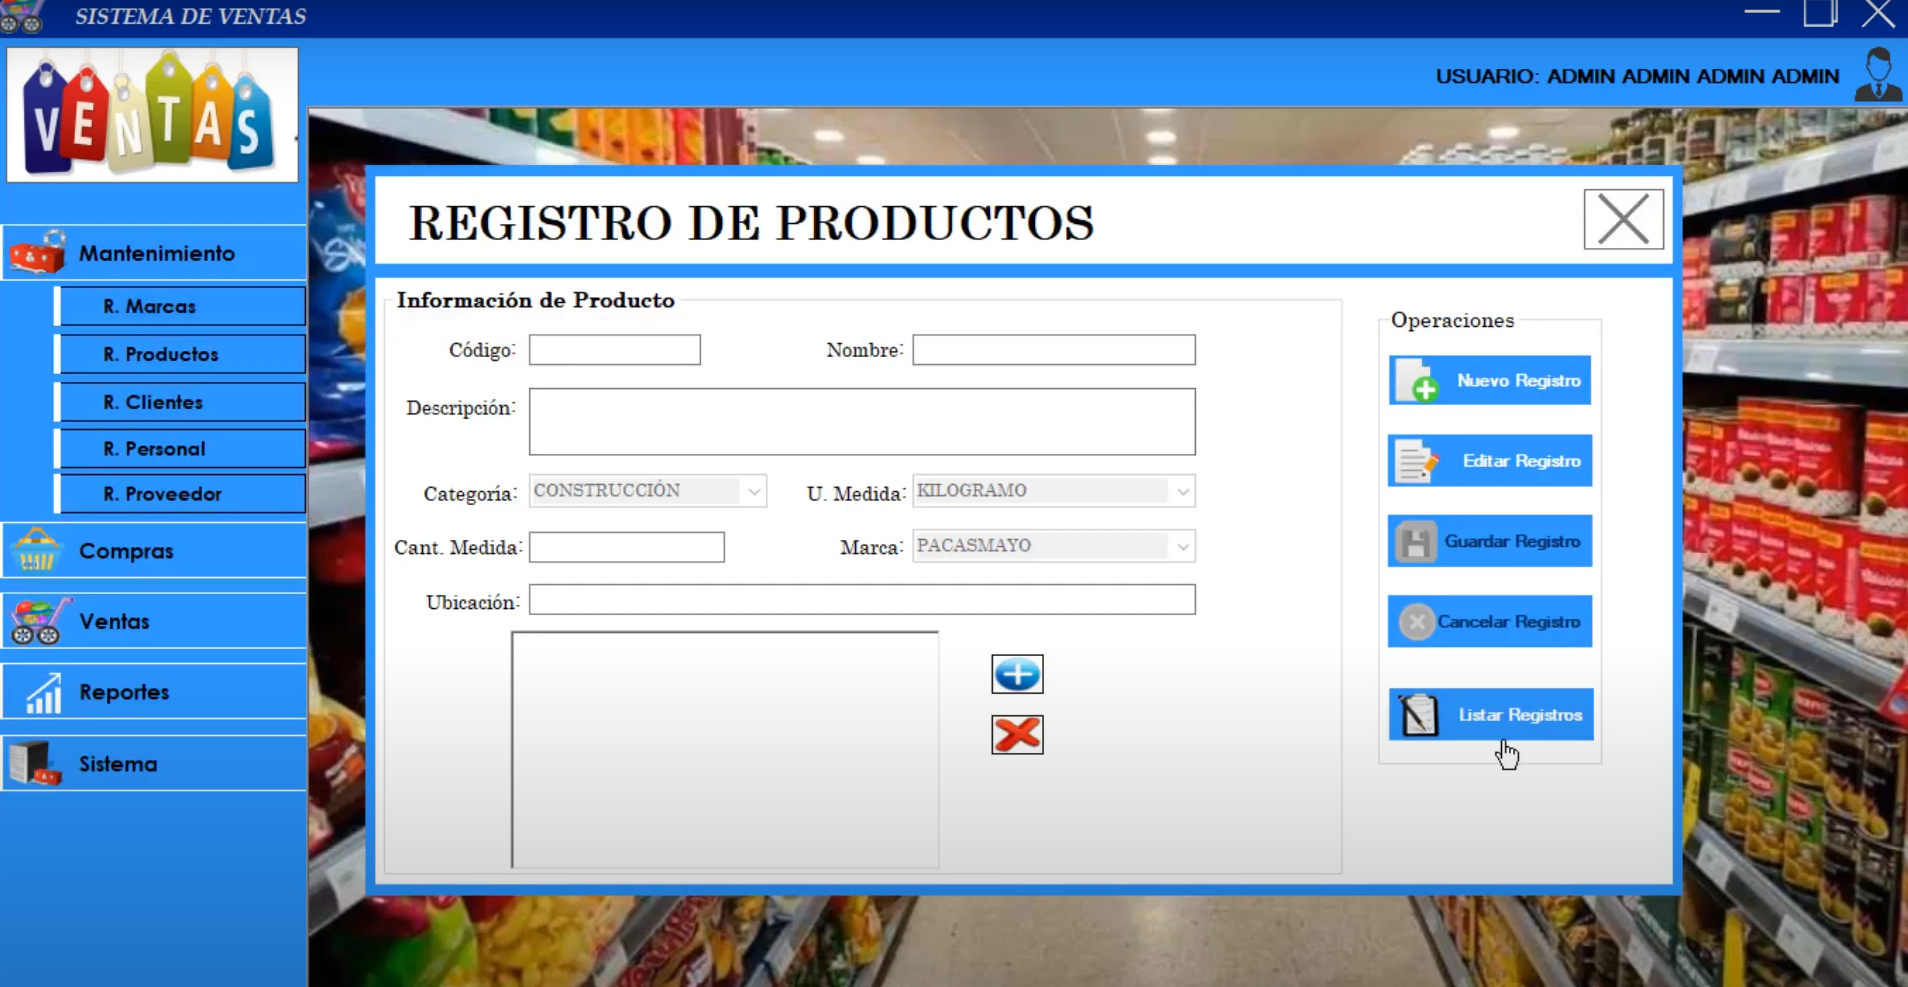 SISTEMA DE VENTAS
USUARIO: ADMIN ADMIN ADMIN ADMIN
VENTAS
Mantenimiento
R. Marcas
R. Productos
R. Clientes
R. Personal
R. Proveedor
Compras
Ventas
Reportes
Sistema
REGISTRO DE PRODUCTOS
Información de Producto
Código:
Nombre:
Descripción:
Categoría: CONSTRUCCIÓN
U. Medida: KILOGRAMO
Cant. Medida:
Marca: PACASMAYO
Ubicación:
Operaciones
Nuevo Registro
Editar Registro
Guardar Registro
Cancelar Registro
Listar Registros